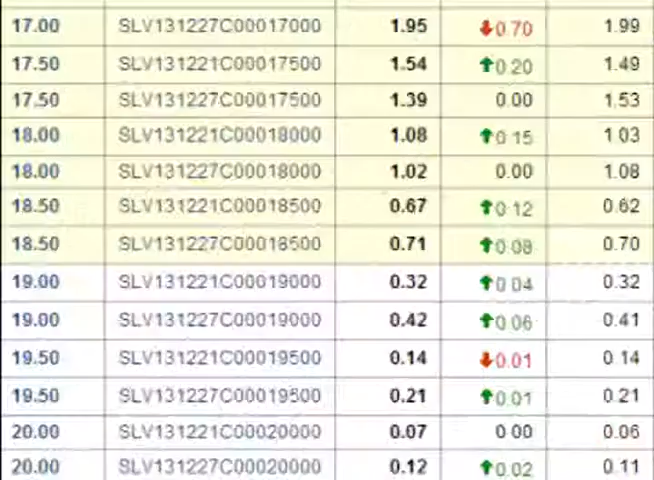 17.00 SLV131227C00017000 1.95 0.70 1.99
17.50 SLV131221C00017500 1.54 0.20 1.49
17.50 SLV131227C00017500 1.39 0.00 1.53
18.00 SLV131221C00018000 1.08 0.15 1.03
18.00 SLV131227C00018000 1.02 0.00 1.08
18.50 SLV131221C00018500 0.67 0.12 0.62
18.50 SLV131227C00018500 0.71 0.08 0.70
19.00 SLV131221C00019000 0.32 0.04 0.32
19.00 SLV131227C00019000 0.42 0.06 0.41
19.50 SLV131221C00019500 0.14 0.01 0.14
19.50 SLV131227C00019500 0.21 0.01 0.21
20.00 SLV131221C00020000 0.07 0.00 0.06
20.00 SLV131227C00020000 0.12 0.02 0.11